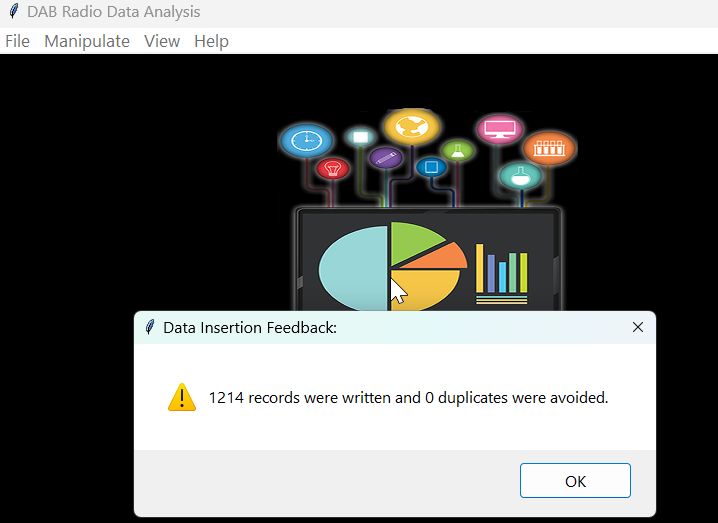 DAB Radio Data Analysis
File Manipulate View Help
Data Insertion Feedback:
1214 records were written and 0 duplicates were avoided.
OK